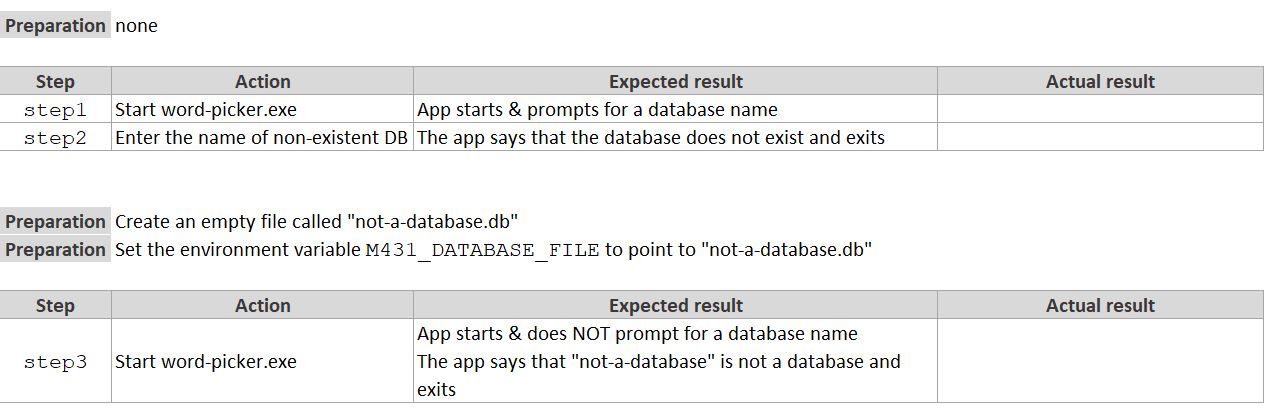 Preparation none
Step Action Expected result Actual result
step1 Start word-picker.exe App starts & prompts for a database name
step2 Enter the name of non-existent DB The app says that the database does not exist and exits
Preparation Create an empty file called "not-a-database.db"
Preparation Set the environment variable M431_DATABASE_FILE to point to "not-a-database.db"
Step Action Expected result Actual result
App starts & does NOT prompt for a database name
step3 Start word-picker.exe The app says that "not-a-database" is not a database and
exits